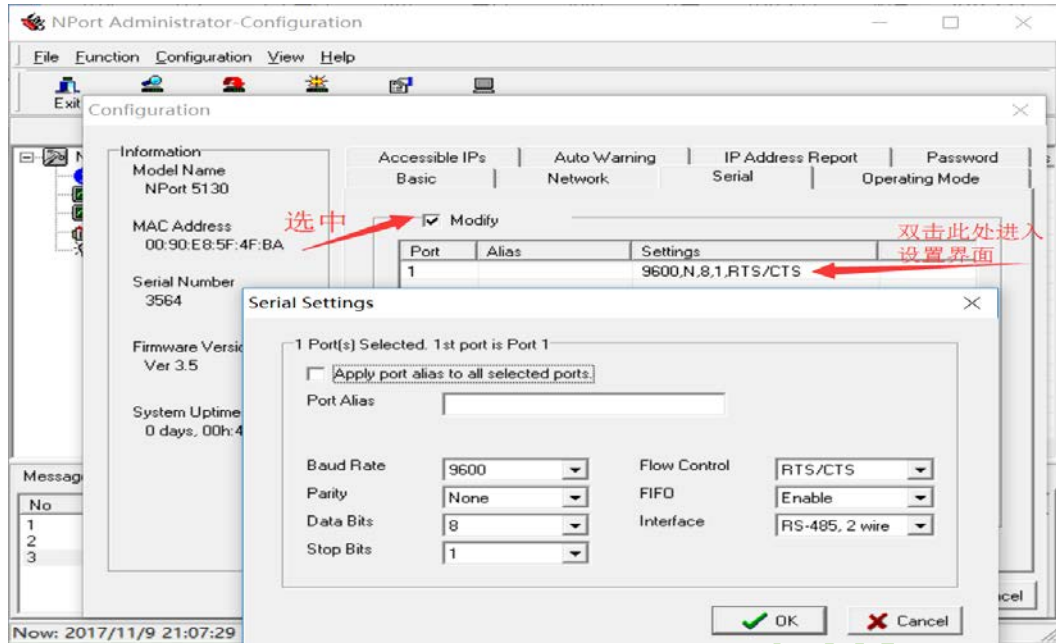 NPort Administrator-Configuration
File Function Configuration View Help
Exit
Configuration
Information
Model Name
NPort 5130
MAC Address
00:90:E8:5F:4F:BA
Serial Number
3564
Firmware Versic
Ver 3.5
System Uptime
0 days, 00h:4
Accessible IPs Auto Warning IP Address Report Password
Basic Network Serial Operating Mode
选中
Modify
双击此处进入
设置界面
Port Alias Settings
1 9600,N,8,1,RTS/CTS
Serial Settings
1 Port(s) Selected. 1st port is Port 1
Apply port alias to all selected ports.
Port Alias
Baud Rate 9600 Flow Control RTS/CTS
Parity None FIFO Enable
Data Bits 8 Interface RS-485, 2 wire
Stop Bits 1
OK Cancel
Messag
No
1
2
3
ncel
Now: 2017/11/9 21:07:29